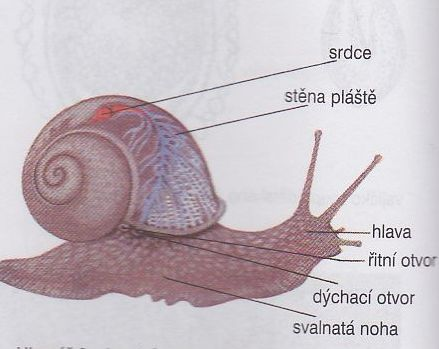 srdce
stěna pláště
hlava
řitní otvor
dýchací otvor
svalnatá noha